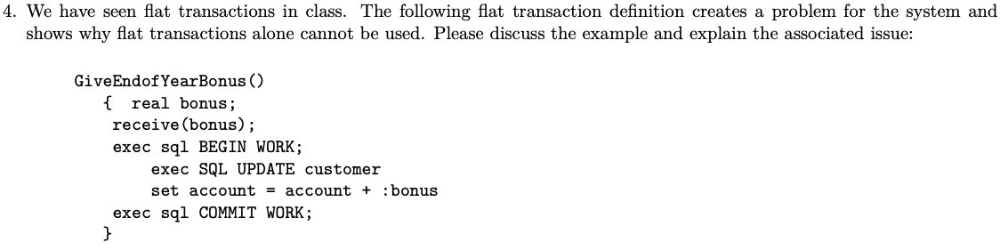 4. We have seen flat transactions in class. The following flat transaction definition creates a problem for the system and
shows why flat transactions alone cannot be used. Please discuss the example and explain the associated issue:
GiveEndofYearBonus()
{ real bonus;
receive(bonus);
exec sql BEGIN WORK;
exec SQL UPDATE customer
set account = account + :bonus
exec sql COMMIT WORK;
}